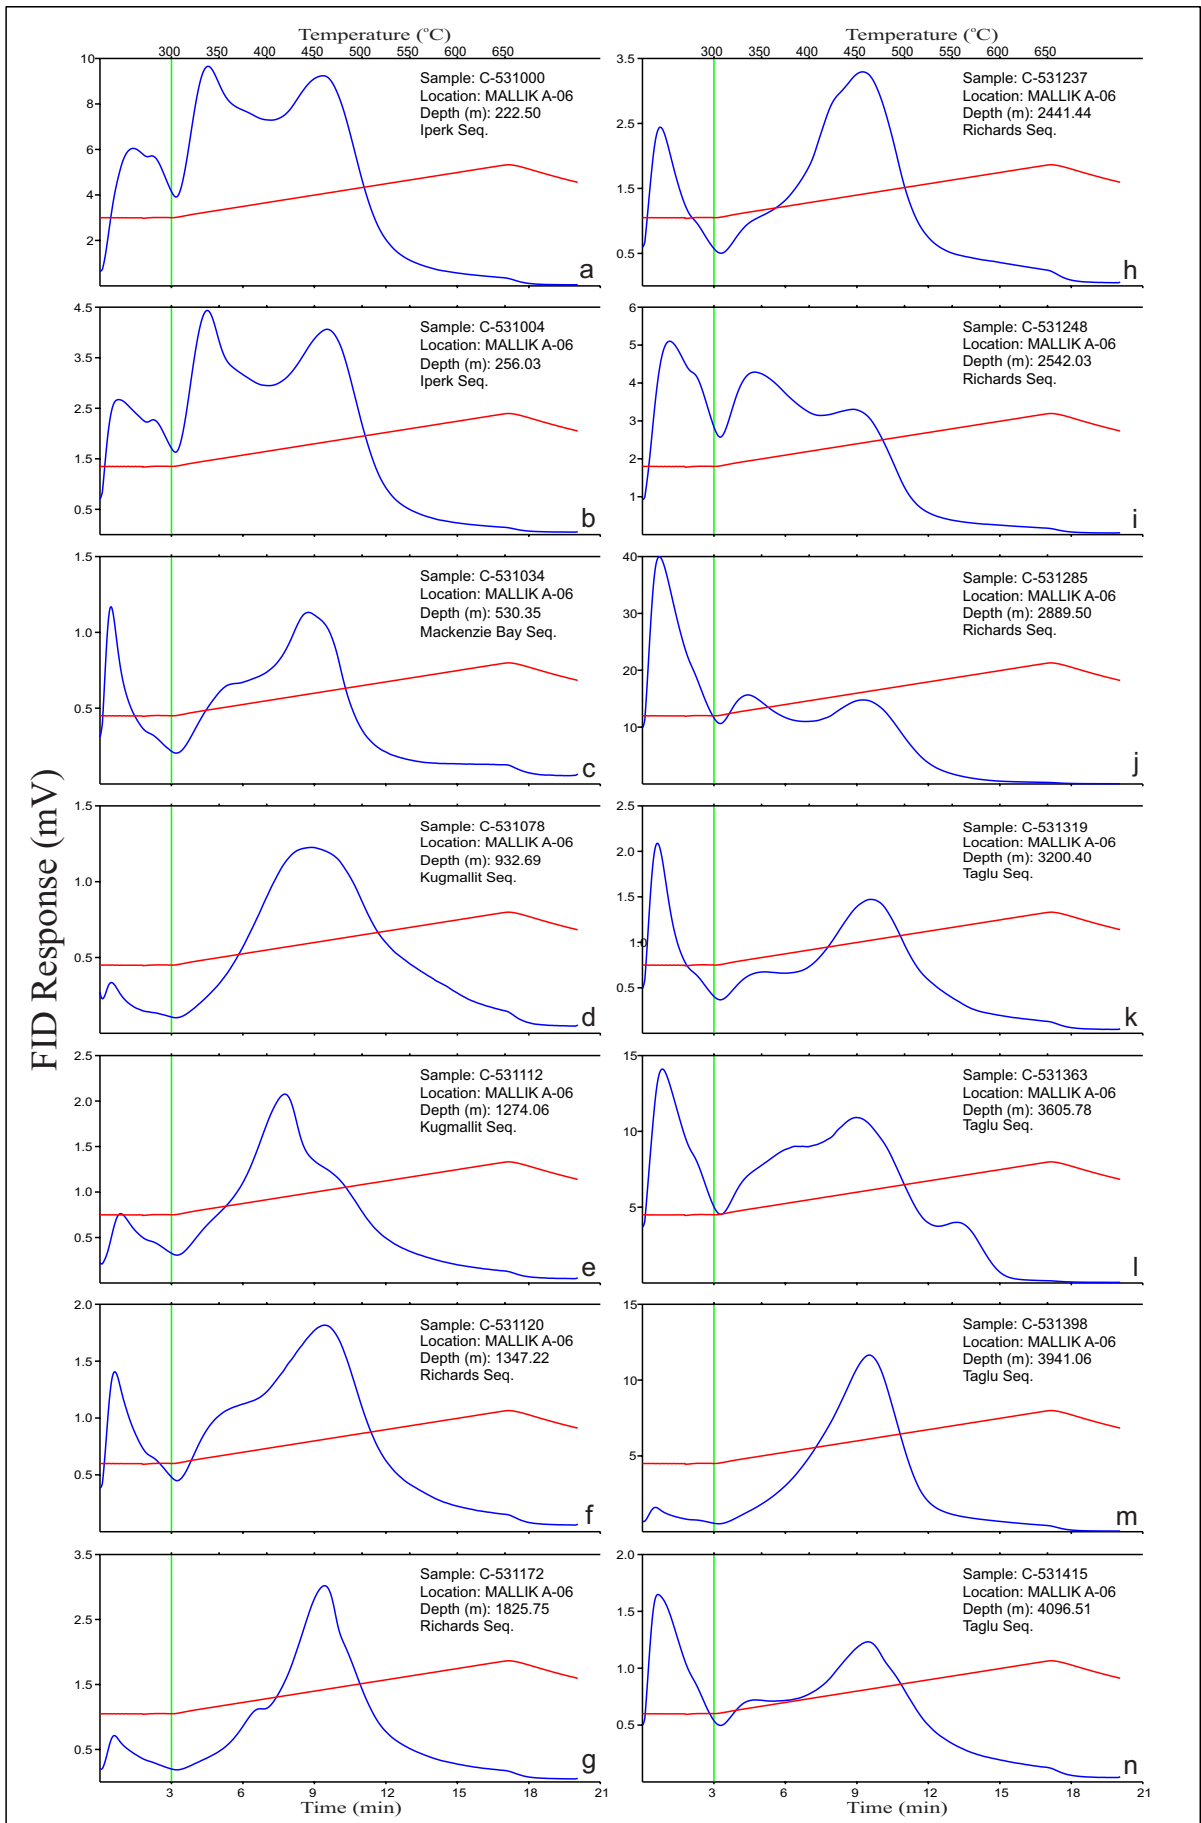 Temperature (°C)
300 350 400 450 500 550 600 650
10
8
6
4
2
Sample: C-531000
Location: MALLIK A-06
Depth (m): 222.50
Iperk Seq.
a
4.5
3.5
2.5
1.5
0.5
Sample: C-531004
Location: MALLIK A-06
Depth (m): 256.03
Iperk Seq.
b
1.5
1.0
0.5
Sample: C-531034
Location: MALLIK A-06
Depth (m): 530.35
Mackenzie Bay Seq.
c
1.5
1.0
0.5
Sample: C-531078
Location: MALLIK A-06
Depth (m): 932.69
Kugmallit Seq.
d
2.5
2.0
1.5
1.0
0.5
Sample: C-531112
Location: MALLIK A-06
Depth (m): 1274.06
Kugmallit Seq.
e
2.0
1.5
1.0
0.5
Sample: C-531120
Location: MALLIK A-06
Depth (m): 1347.22
Richards Seq.
f
3.5
2.5
1.5
0.5
Sample: C-531172
Location: MALLIK A-06
Depth (m): 1825.75
Richards Seq.
g
3 6 9 12 15 18 21
Time (min)
FID Response (mV)
Temperature (°C)
300 350 400 450 500 550 600 650
3.5
2.5
1.5
0.5
Sample: C-531237
Location: MALLIK A-06
Depth (m): 2441.44
Richards Seq.
h
6
5
4
3
2
1
Sample: C-531248
Location: MALLIK A-06
Depth (m): 2542.03
Richards Seq.
i
40
30
20
10
Sample: C-531285
Location: MALLIK A-06
Depth (m): 2889.50
Richards Seq.
j
2.5
2.0
1.5
1.0
0.5
Sample: C-531319
Location: MALLIK A-06
Depth (m): 3200.40
Taglu Seq.
k
15
10
5
Sample: C-531363
Location: MALLIK A-06
Depth (m): 3605.78
Taglu Seq.
l
15
10
5
Sample: C-531398
Location: MALLIK A-06
Depth (m): 3941.06
Taglu Seq.
m
2.0
1.5
1.0
0.5
Sample: C-531415
Location: MALLIK A-06
Depth (m): 4096.51
Taglu Seq.
n
3 6 9 12 15 18 21
Time (min)